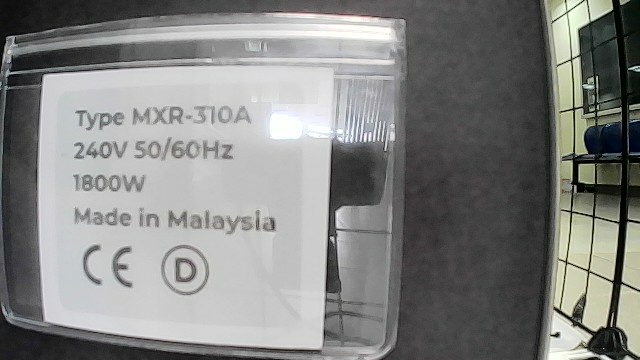 Type MXR-310A
240V 50/60Hz
1800W
Made in Malaysia
CE D